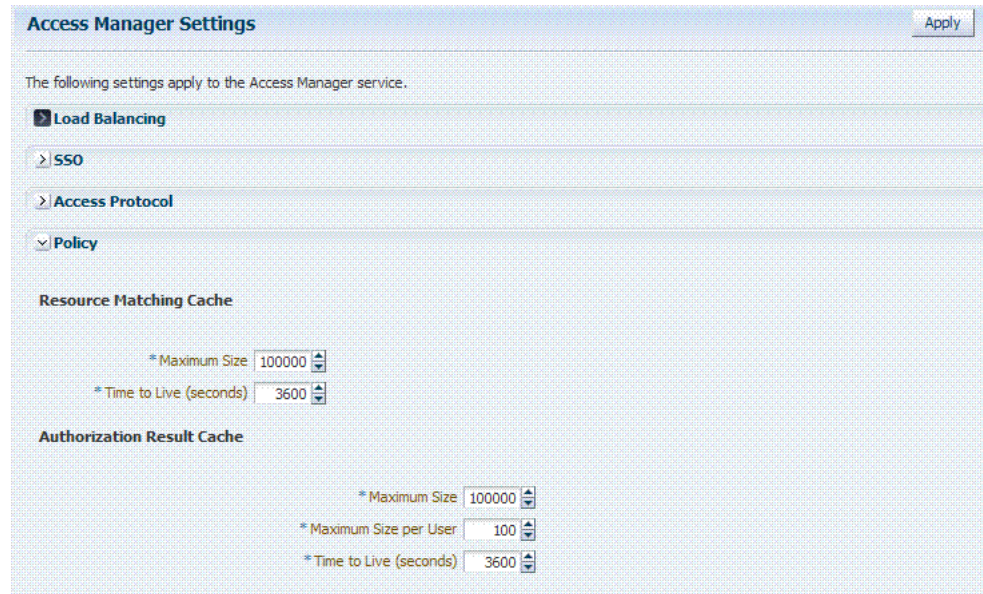 Access Manager Settings
Apply
The following settings apply to the Access Manager service.
Load Balancing
SSO
Access Protocol
Policy
Resource Matching Cache
* Maximum Size 100000
* Time to Live (seconds) 3600
Authorization Result Cache
* Maximum Size 100000
* Maximum Size per User 100
* Time to Live (seconds) 3600